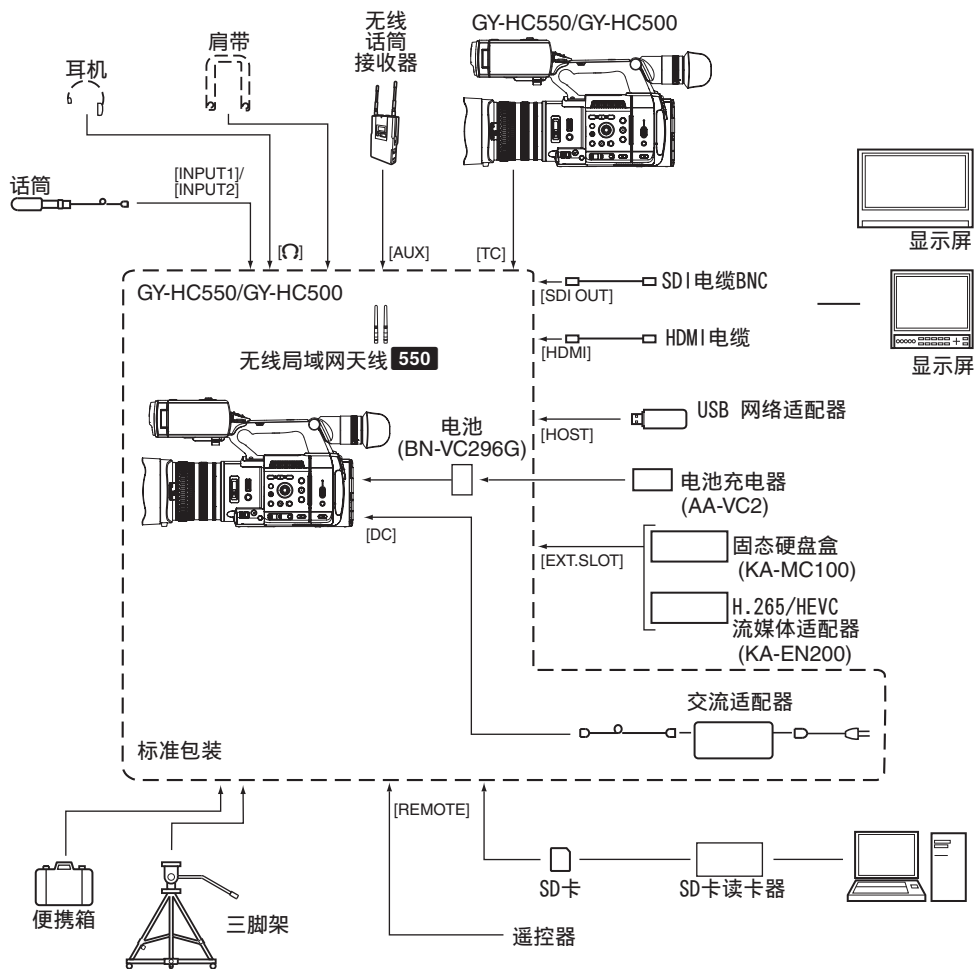 肩带
无线
话筒
接收器
GY-HC550/GY-HC500
耳机
话筒
[INPUT1]/
[INPUT2]
[AUX]
[TC]
显示屏
GY-HC550/GY-HC500
[SDI OUT]
SDI电缆BNC
无线局域网天线 550
[HDMI]
HDMI电缆
显示屏
电池
(BN-VC296G)
[HOST]
USB 网络适配器
电池充电器
(AA-VC2)
[DC]
[EXT.SLOT]
固态硬盘盒
(KA-MC100)
H.265/HEVC
流媒体适配器
(KA-EN200)
交流适配器
标准包装
[REMOTE]
便携箱
三脚架
SD卡
SD卡读卡器
遥控器